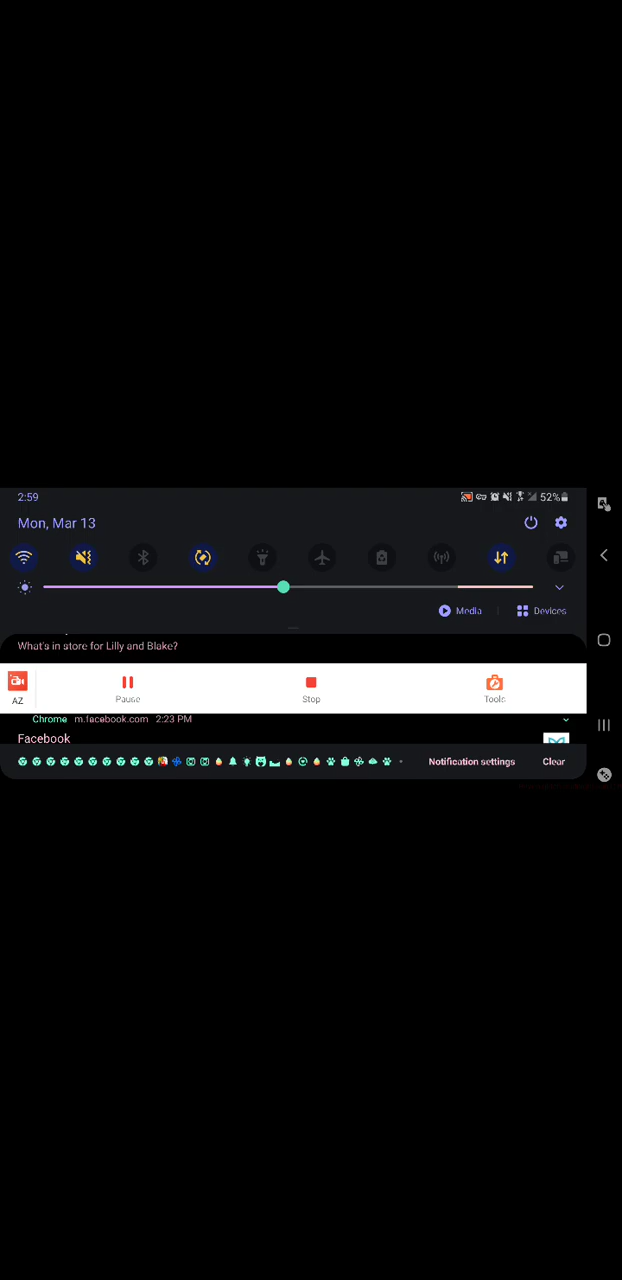 2:59
52%
Mon, Mar 13
Media
Devices
What's in store for Lilly and Blake?
AZ
Pause
Stop
Tools
Chrome m.facebook.com 2:23 PM
Facebook
Notification settings
Clear